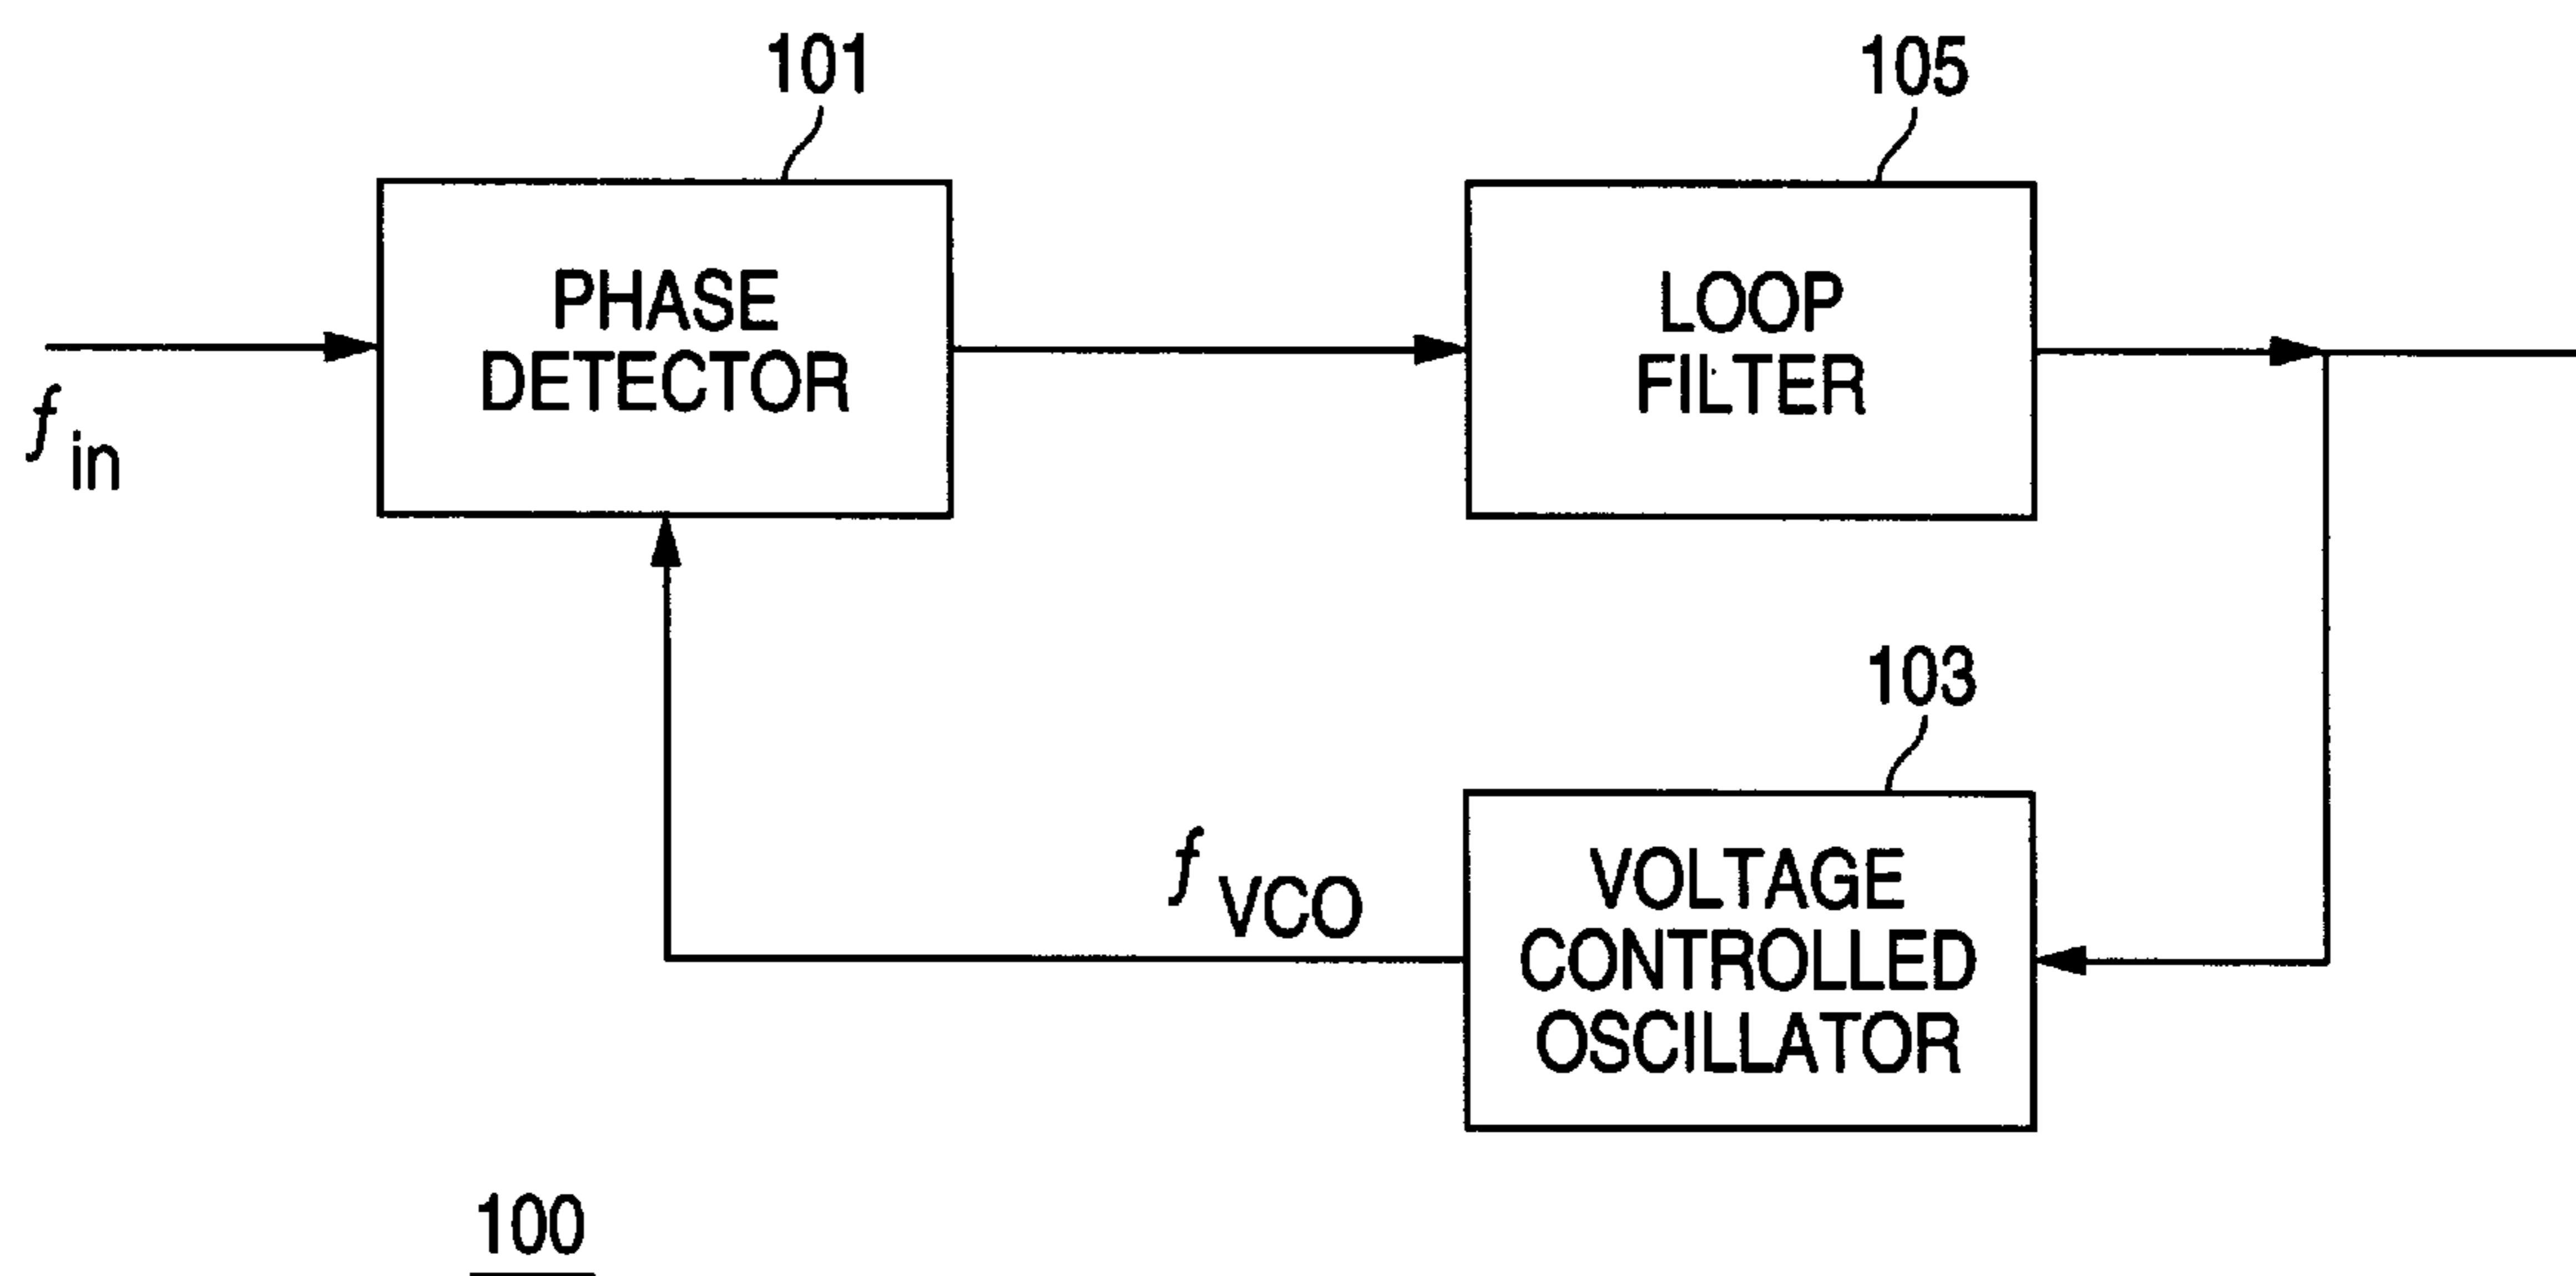 101
105
PHASE
DETECTOR
LOOP
FILTER
f in
103
f VCO
VOLTAGE
CONTROLLED
OSCILLATOR
100